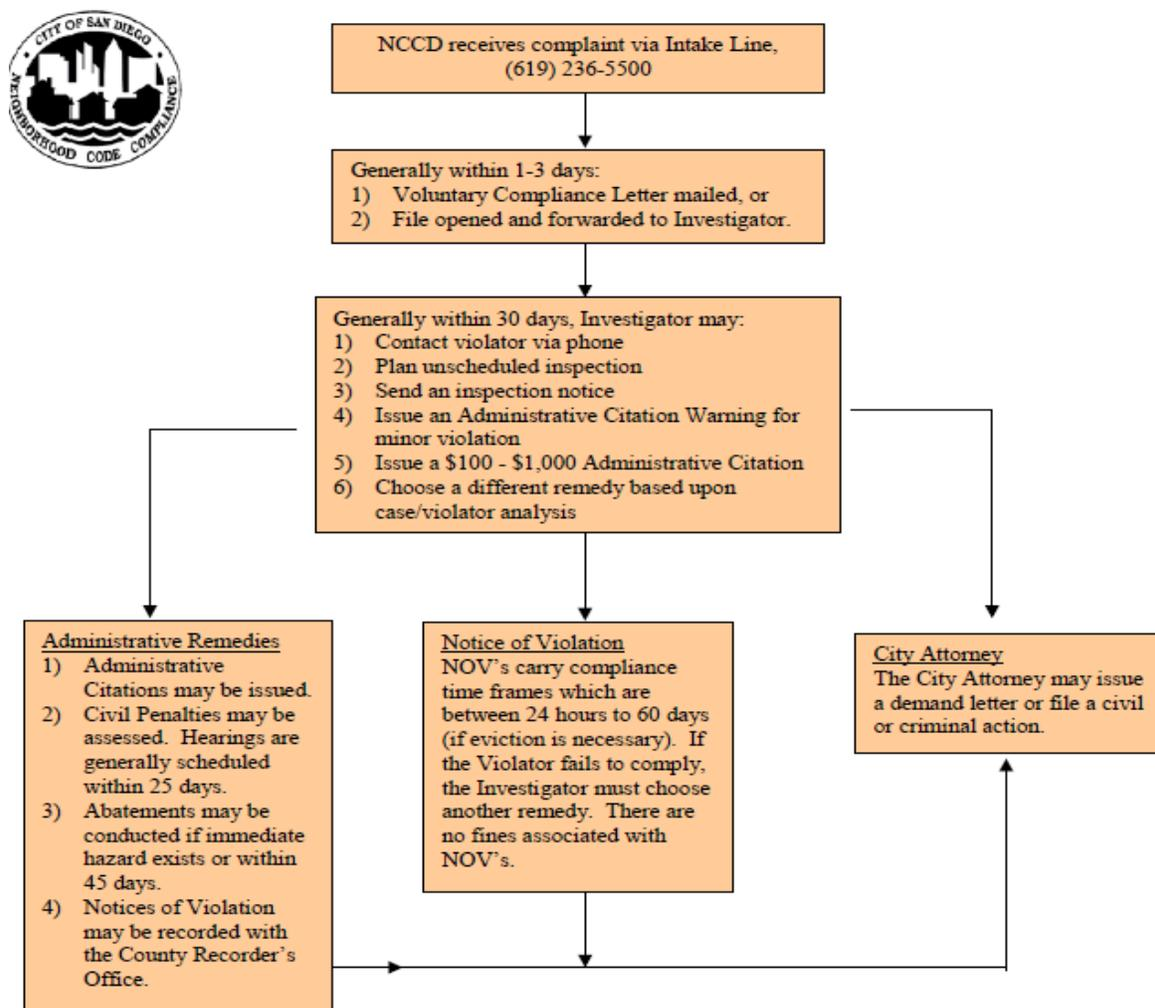 CITY OF SAN DIEGO
NEIGHBORHOOD CODE COMPLIANCE
NCCD receives complaint via Intake Line,
(619) 236-5500
Generally within 1-3 days:
1) Voluntary Compliance Letter mailed, or
2) File opened and forwarded to Investigator.
Generally within 30 days, Investigator may:
1) Contact violator via phone
2) Plan unscheduled inspection
3) Send an inspection notice
4) Issue an Administrative Citation Warning for
minor violation
5) Issue a $100 - $1,000 Administrative Citation
6) Choose a different remedy based upon
case/violator analysis
Administrative Remedies
1) Administrative
Citations may be issued.
2) Civil Penalties may be
assessed. Hearings are
generally scheduled
within 25 days.
3) Abatements may be
conducted if immediate
hazard exists or within
45 days.
4) Notices of Violation
may be recorded with
the County Recorder's
Office.
Notice of Violation
NOV's carry compliance
time frames which are
between 24 hours to 60 days
(if eviction is necessary). If
the Violator fails to comply,
the Investigator must choose
another remedy. There are
no fines associated with
NOV's.
City Attorney
The City Attorney may issue
a demand letter or file a civil
or criminal action.